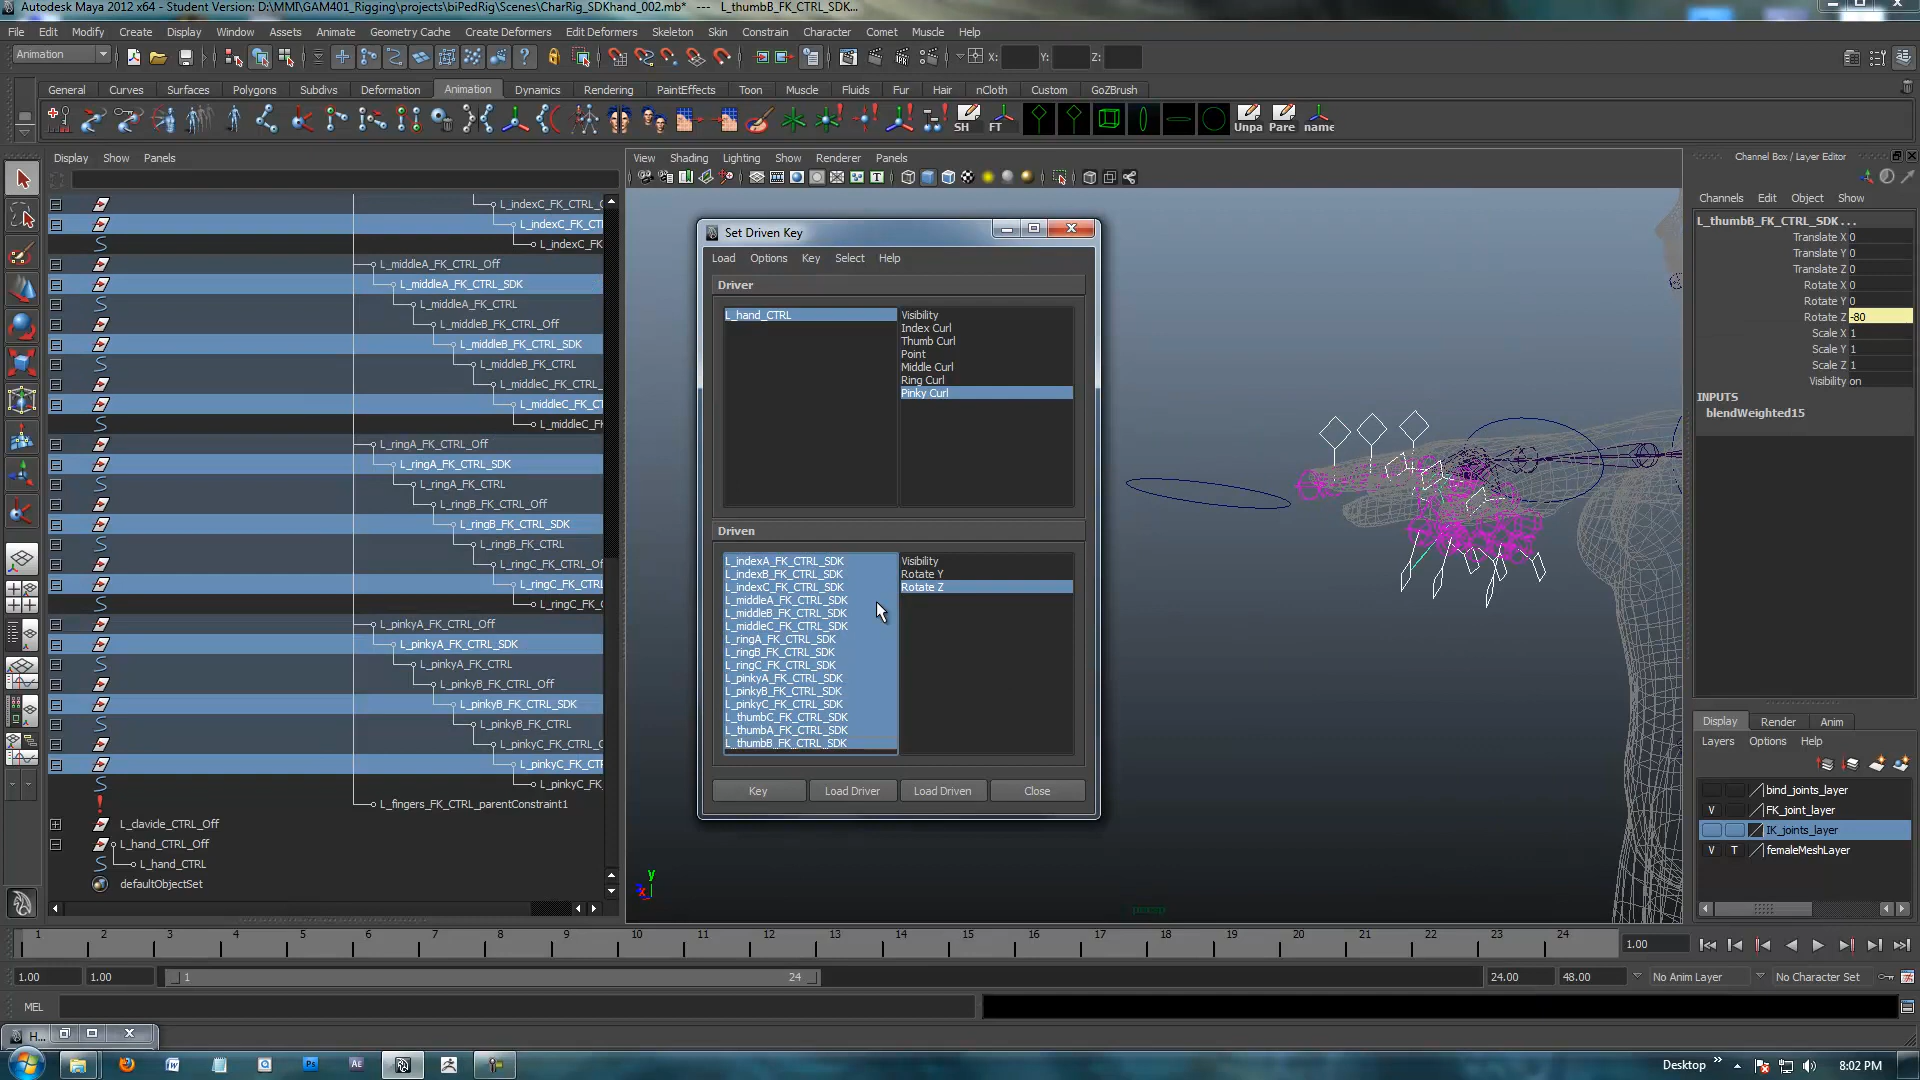 Autodesk Maya 2012 x64 - Student Version: D:\MMI\GAM401_Rigging\projects\biPedRig\Scenes\CharRig_SDKhand_002.mb* --- L_thumbB_FK_CTRL_SDK...
File Edit Modify Create Display Window Assets Animate Geometry Cache Create Deformers Edit Deformers Skeleton Skin Constrain Character Comet Muscle Help
Animation X: Y: Z:
General Curves Surfaces Polygons Subdivs Deformation Animation Dynamics Rendering PaintEffects Toon Muscle Fluids Fur Hair nCloth Custom GoZBrush
SH FT Unpa Pare name
Display Show Panels
L_indexC_FK_CTRL_
L_indexC_FK_CT
L_indexC_FK
L_middleA_FK_CTRL_Off
L_middleA_FK_CTRL_SDK
L_middleA_FK_CTRL
L_middleB_FK_CTRL_Off
L_middleB_FK_CTRL_SDK
L_middleB_FK_CTRL
L_middleC_FK_CTRL_
L_middleC_FK_CT
L_middleC_FK
L_ringA_FK_CTRL_Off
L_ringA_FK_CTRL_SDK
L_ringA_FK_CTRL
L_ringB_FK_CTRL_Off
L_ringB_FK_CTRL_SDK
L_ringB_FK_CTRL
L_ringC_FK_CTRL_Of
L_ringC_FK_CTRL
L_ringC_FK
L_pinkyA_FK_CTRL_Off
L_pinkyA_FK_CTRL_SDK
L_pinkyA_FK_CTRL
L_pinkyB_FK_CTRL_Off
L_pinkyB_FK_CTRL_SDK
L_pinkyB_FK_CTRL
L_pinkyC_FK_CTRL_
L_pinkyC_FK_CT
L_pinkyC_FK
L_fingers_FK_CTRL_parentConstraint1
L_clavicle_CTRL_Off
L_hand_CTRL_Off
L_hand_CTRL
defaultObjectSet
View Shading Lighting Show Renderer Panels
Set Driven Key
Load Options Key Select Help
Driver
L_hand_CTRL
Visibility
Index Curl
Thumb Curl
Point
Middle Curl
Ring Curl
Pinky Curl
Driven
L_indexA_FK_CTRL_SDK
L_indexB_FK_CTRL_SDK
L_indexC_FK_CTRL_SDK
L_middleA_FK_CTRL_SDK
L_middleB_FK_CTRL_SDK
L_middleC_FK_CTRL_SDK
L_ringA_FK_CTRL_SDK
L_ringB_FK_CTRL_SDK
L_ringC_FK_CTRL_SDK
L_pinkyA_FK_CTRL_SDK
L_pinkyB_FK_CTRL_SDK
L_pinkyC_FK_CTRL_SDK
L_thumbC_FK_CTRL_SDK
L_thumbA_FK_CTRL_SDK
L_thumbB_FK_CTRL_SDK
Visibility
Rotate Y
Rotate Z
Key Load Driver Load Driven Close
y
x
persp
Channel Box / Layer Editor
Channels Edit Object Show
L_thumbB_FK_CTRL_SDK . . .
Translate X 0
Translate Y 0
Translate Z 0
Rotate X 0
Rotate Y 0
Rotate Z -80
Scale X 1
Scale Y 1
Scale Z 1
Visibility on
INPUTS
blendWeighted15
Display Render Anim
Layers Options Help
bind_joints_layer
V FK_joint_layer
IK_joints_layer
V T femaleMeshLayer
1 2 3 4 5 6 7 8 9 10 11 12 13 14 15 16 17 18 19 20 21 22 23 24 1.00
1.00 1.00 1 24 24.00 48.00 No Anim Layer No Character Set
MEL
H...
Desktop 8:02 PM